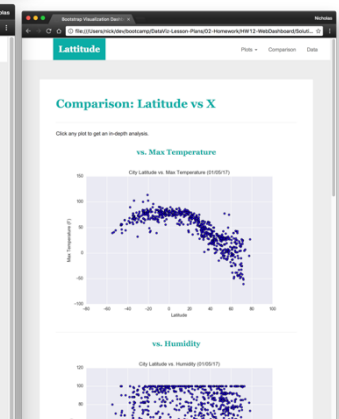 olas
Bootstrap Visualization Dashb ×
Nicholas
file:///Users/nick/dev/bootcamp/DataViz-Lesson-Plans/02-Homework/HW12-WebDashboard/Soluti...
Lattitude
Plots
Comparison
Data
Comparison: Latitude vs X
Click any plot to get an in-depth analysis.
vs. Max Temperature
City Latitude vs. Max Temperature (01/05/17)
150
100
50
0
-50
-100
Max Temperature (F)
-80 -60 -40 -20 0 20 40 60 80 100
Latitude
vs. Humidity
City Latitude vs. Humidity (01/05/17)
120
100
80